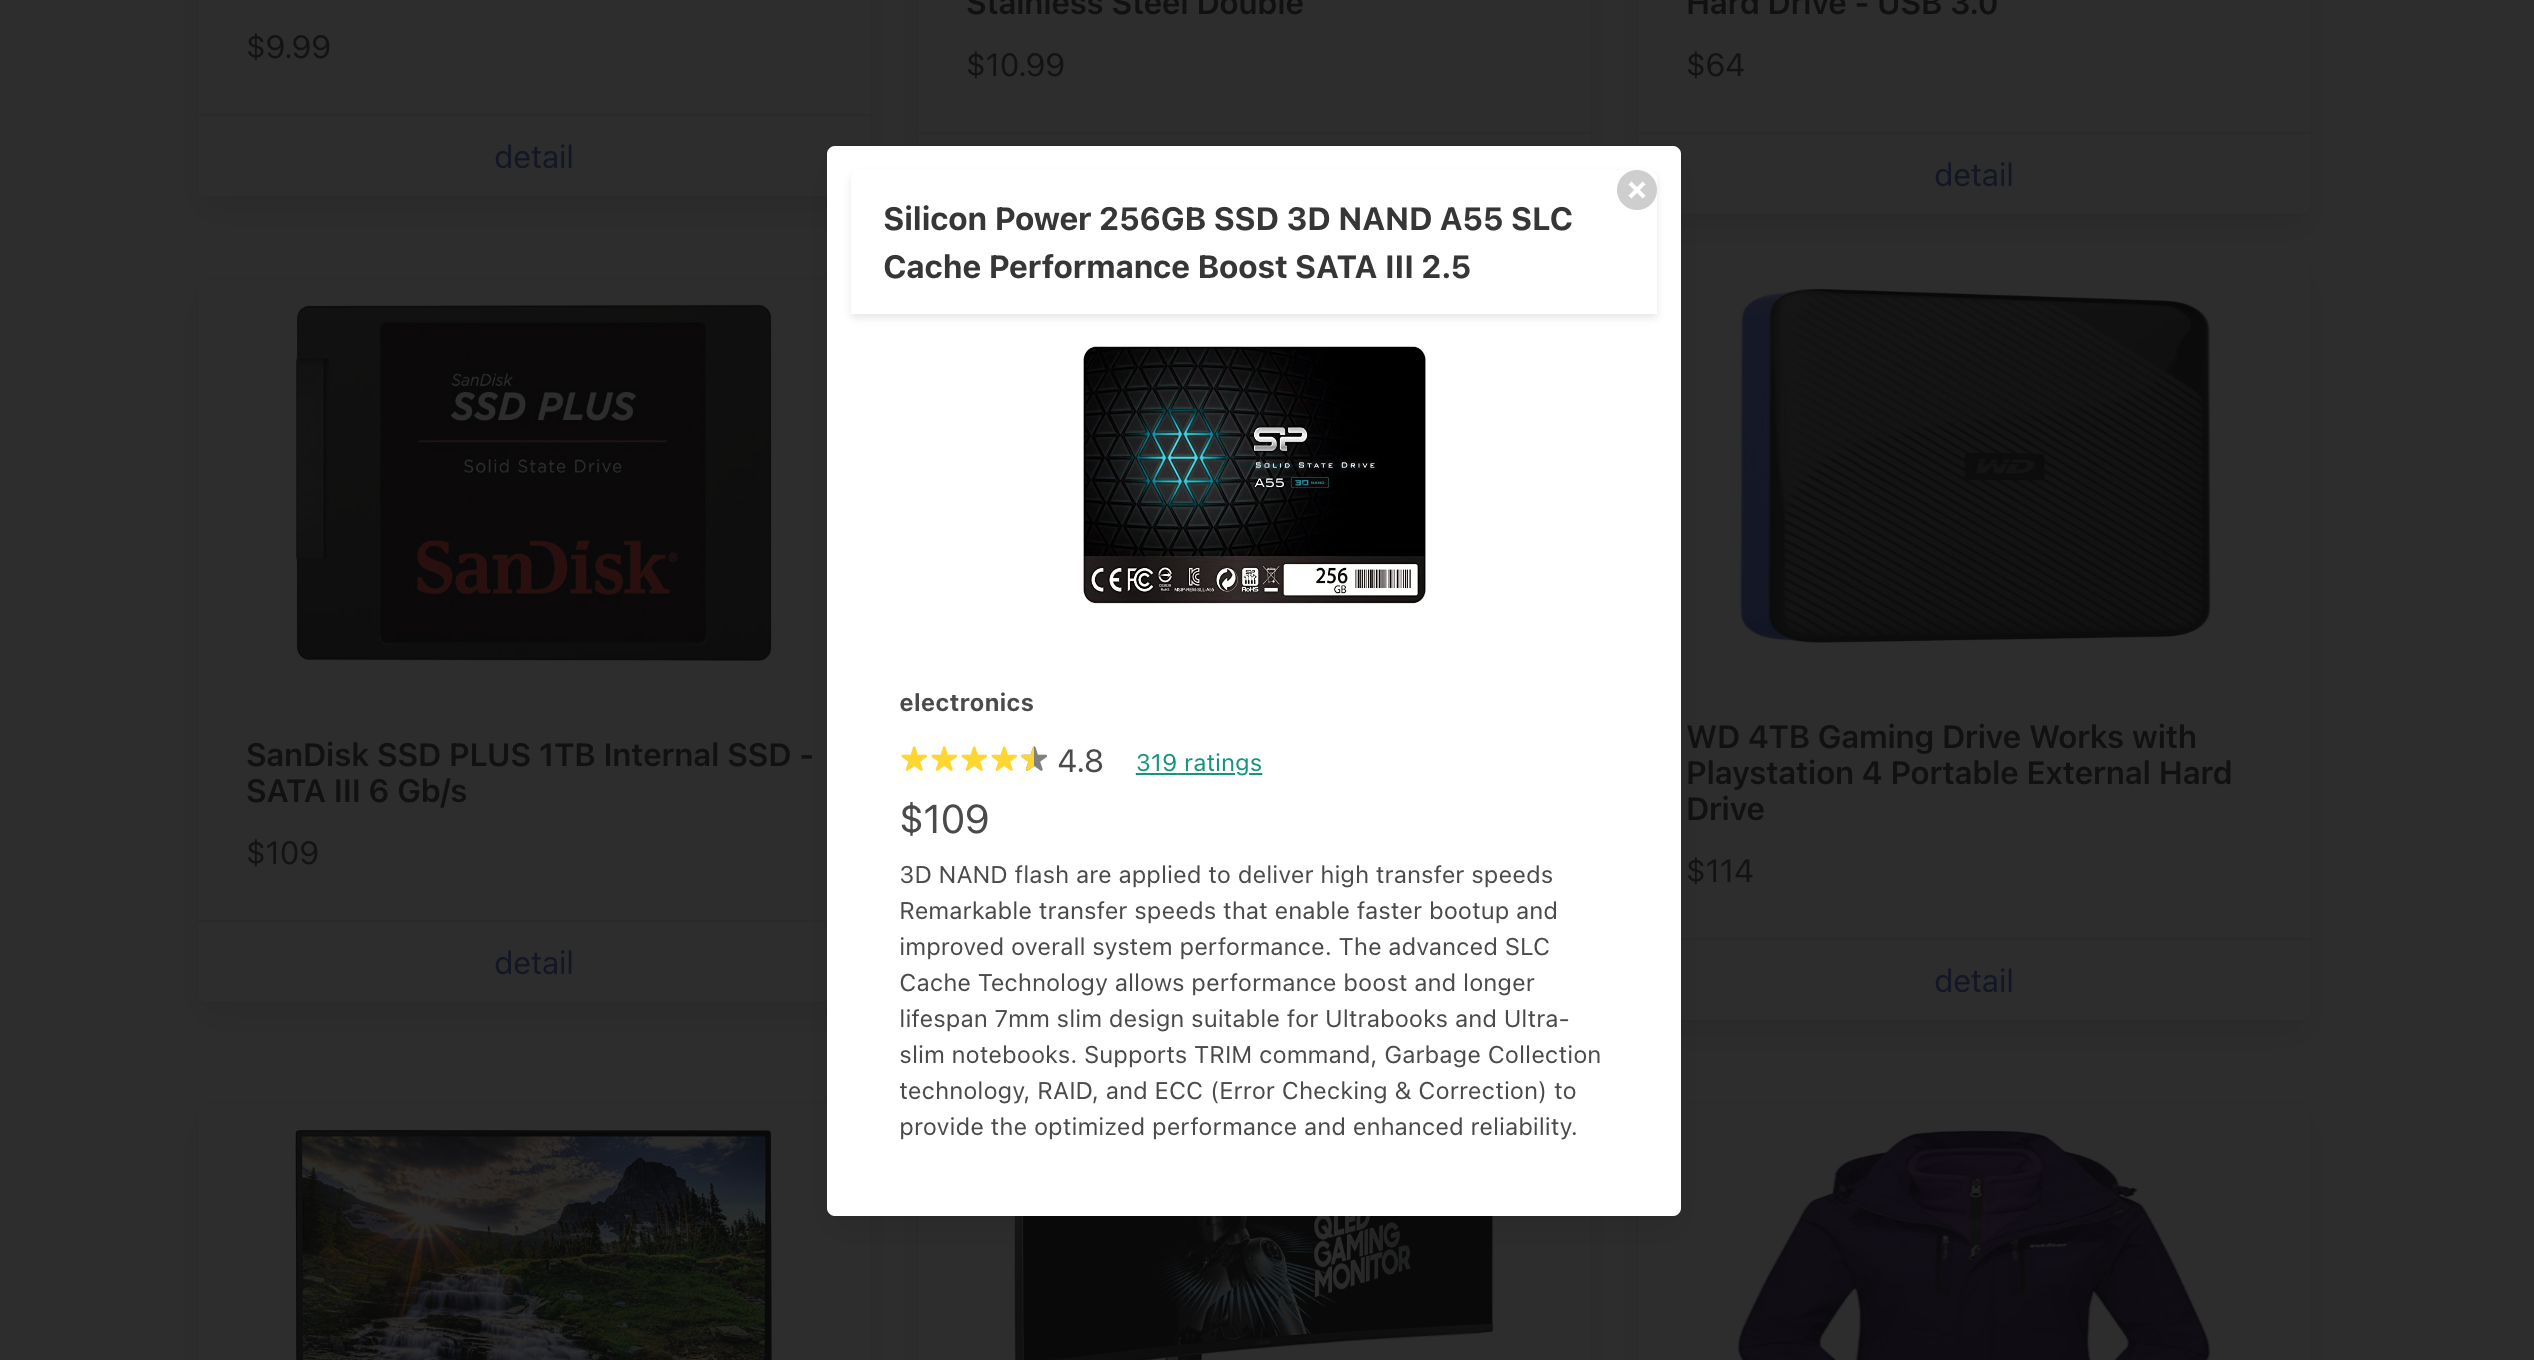 Stainless Steel Double
Hard Drive - USB 3.0
$9.99
$10.99
$64
detail
detail
Silicon Power 256GB SSD 3D NAND A55 SLC
Cache Performance Boost SATA III 2.5
SanDisk
SSD PLUS
Solid State Drive
SanDisk
SP
SOLID STATE DRIVE
A55 3D NAND
CE FC
RoHS
256
GB
WD
electronics
4.8 319 ratings
$109
3D NAND flash are applied to deliver high transfer speeds
Remarkable transfer speeds that enable faster bootup and
improved overall system performance. The advanced SLC
Cache Technology allows performance boost and longer
lifespan 7mm slim design suitable for Ultrabooks and Ultra-
slim notebooks. Supports TRIM command, Garbage Collection
technology, RAID, and ECC (Error Checking & Correction) to
provide the optimized performance and enhanced reliability.
SanDisk SSD PLUS 1TB Internal SSD -
SATA III 6 Gb/s
$109
detail
WD 4TB Gaming Drive Works with
Playstation 4 Portable External Hard
Drive
$114
detail
QLED
GAMING
MONITOR